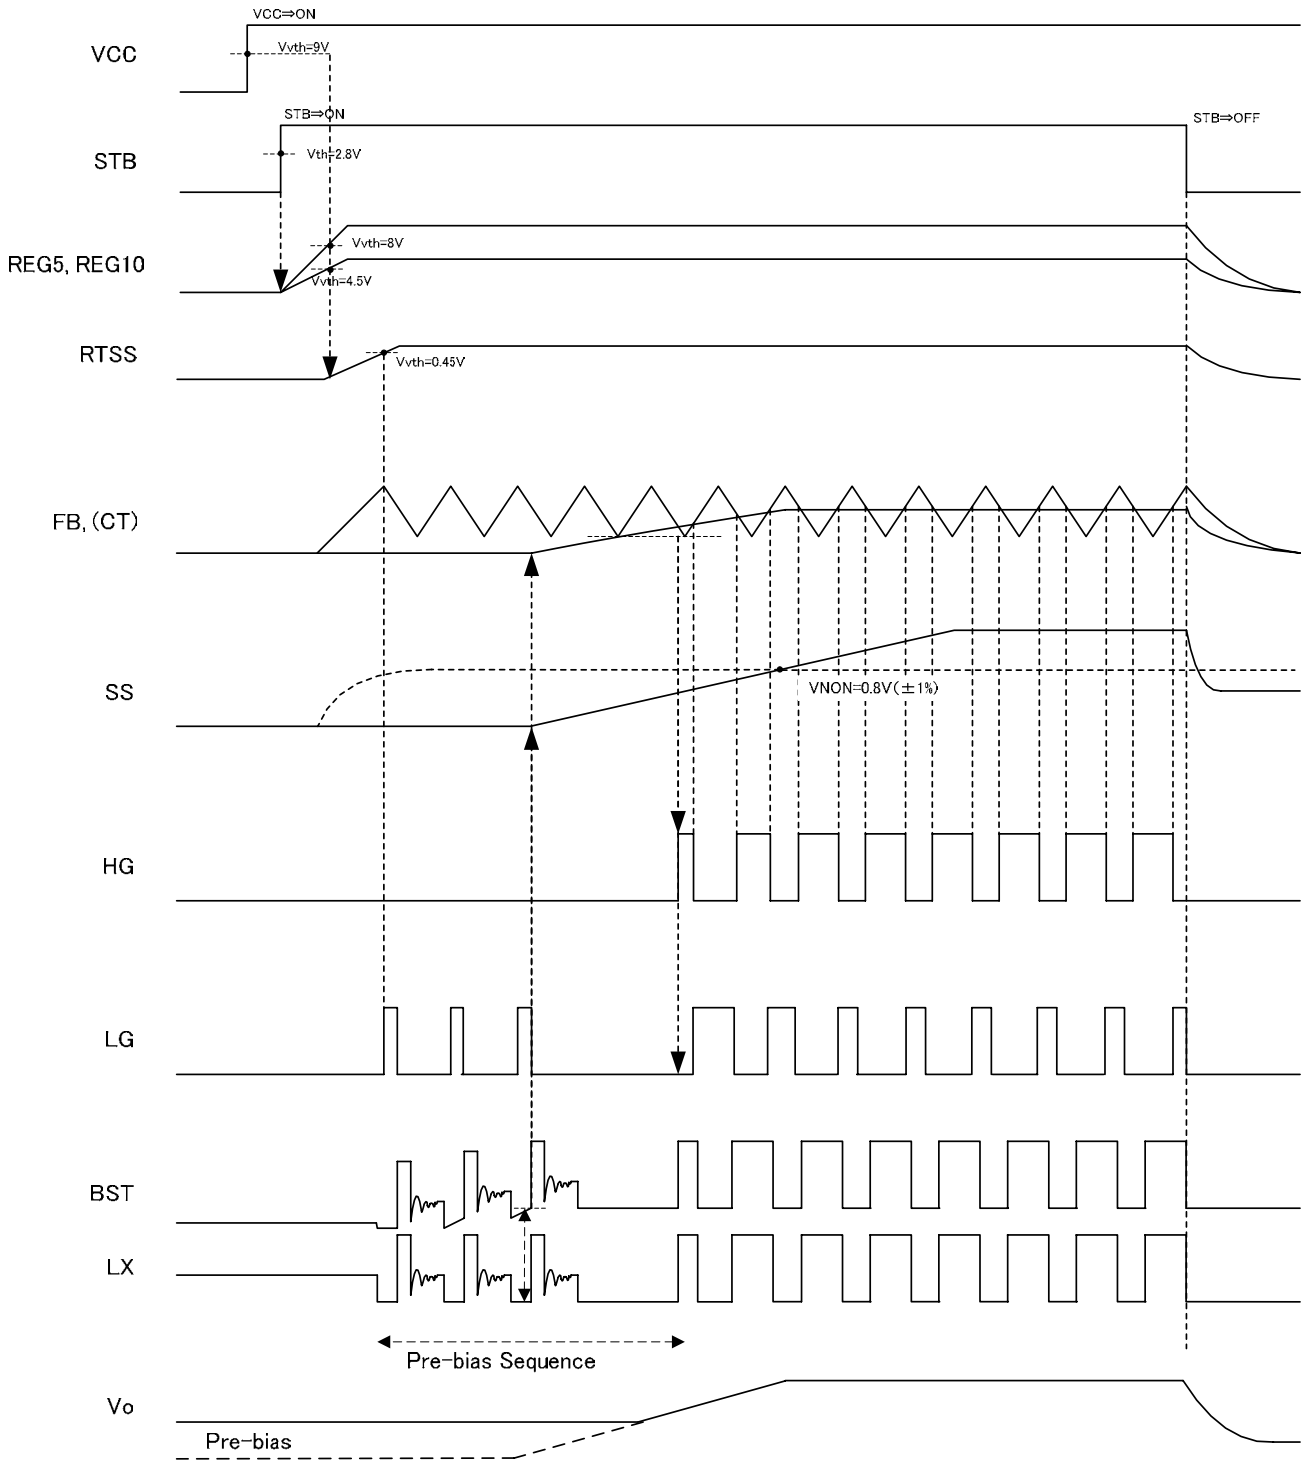 VCC⇒ON
VCC
Vvth=9V
STB⇒ON
STB⇒OFF
STB
Vth=2.8V
REG5, REG10
Vvth=8V
Vvth=4.5V
RTSS
Vvth=0.45V
FB, (CT)
SS
VNON=0.8V(±1%)
HG
LG
BST
LX
Pre-bias Sequence
Vo
Pre-bias